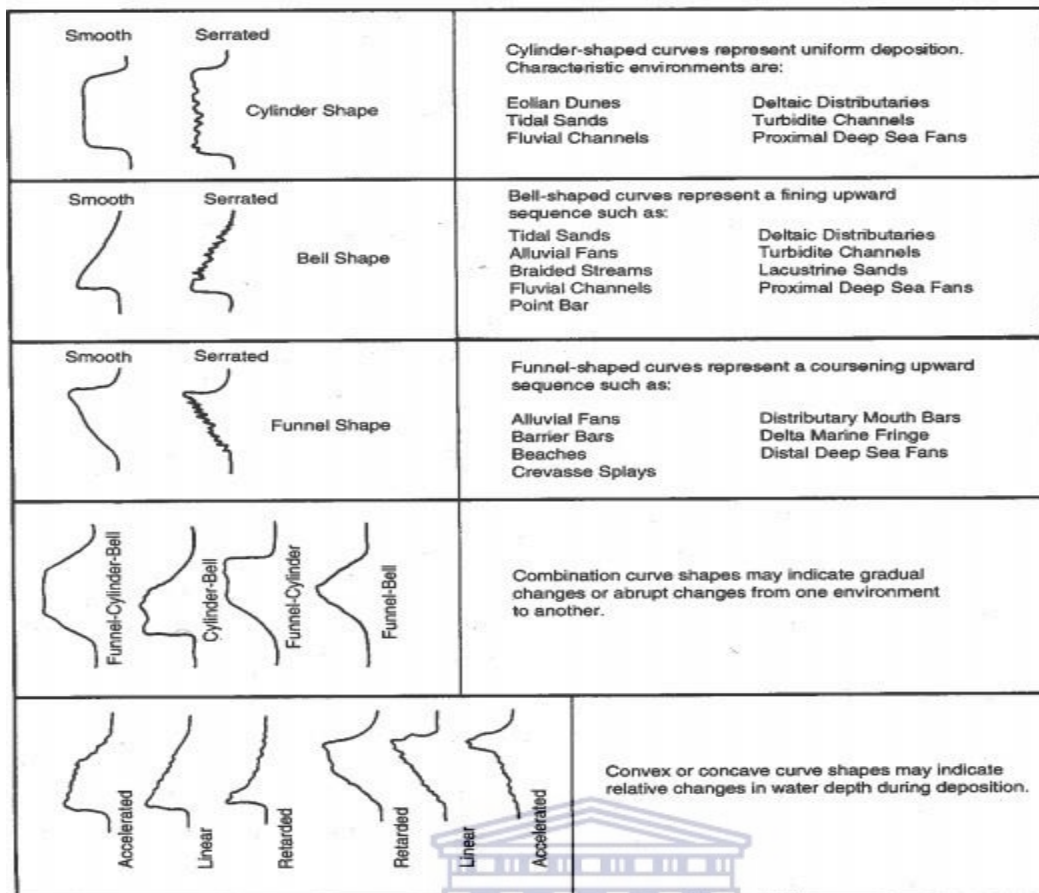 Smooth Serrated
Cylinder Shape
Cylinder-shaped curves represent uniform deposition.
Characteristic environments are:
Eolian Dunes Deltaic Distributaries
Tidal Sands Turbidite Channels
Fluvial Channels Proximal Deep Sea Fans
Smooth Serrated
Bell Shape
Bell-shaped curves represent a fining upward
sequence such as:
Tidal Sands Deltaic Distributaries
Alluvial Fans Turbidite Channels
Braided Streams Lacustrine Sands
Fluvial Channels Proximal Deep Sea Fans
Point Bar
Smooth Serrated
Funnel Shape
Funnel-shaped curves represent a coursening upward
sequence such as:
Alluvial Fans Distributary Mouth Bars
Barrier Bars Delta Marine Fringe
Beaches Distal Deep Sea Fans
Crevasse Splays
Funnel-Cylinder-Bell
Cylinder-Bell
Funnel-Cylinder
Funnel-Bell
Combination curve shapes may indicate gradual
changes or abrupt changes from one environment
to another.
Accelerated
Linear
Retarded
Retarded
Linear
Accelerated
Convex or concave curve shapes may indicate
relative changes in water depth during deposition.